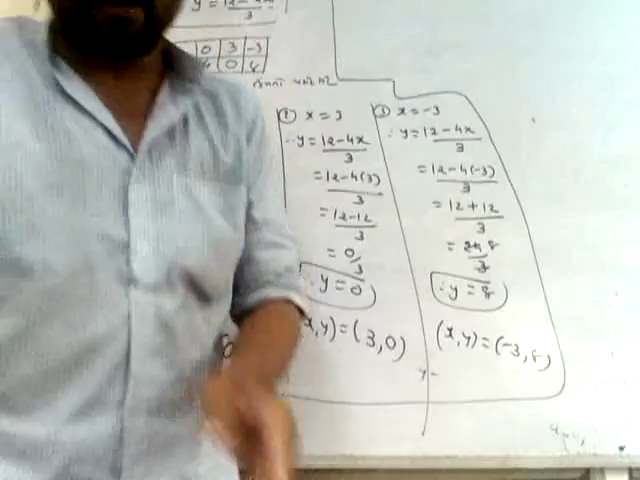 y = 12-4x/3
0 3 -3
4 0 8
② x = 3
∴ y = 12-4x/3
= 12-4(3)/3
= 12-12/3
= 0/3
∴ y = 0
(x,y) = (3,0)
③ x = -3
∴ y = 12-4x/3
= 12-4(-3)/3
= 12+12/3
= 24/3
∴ y = 8
(x,y) = (-3,8)